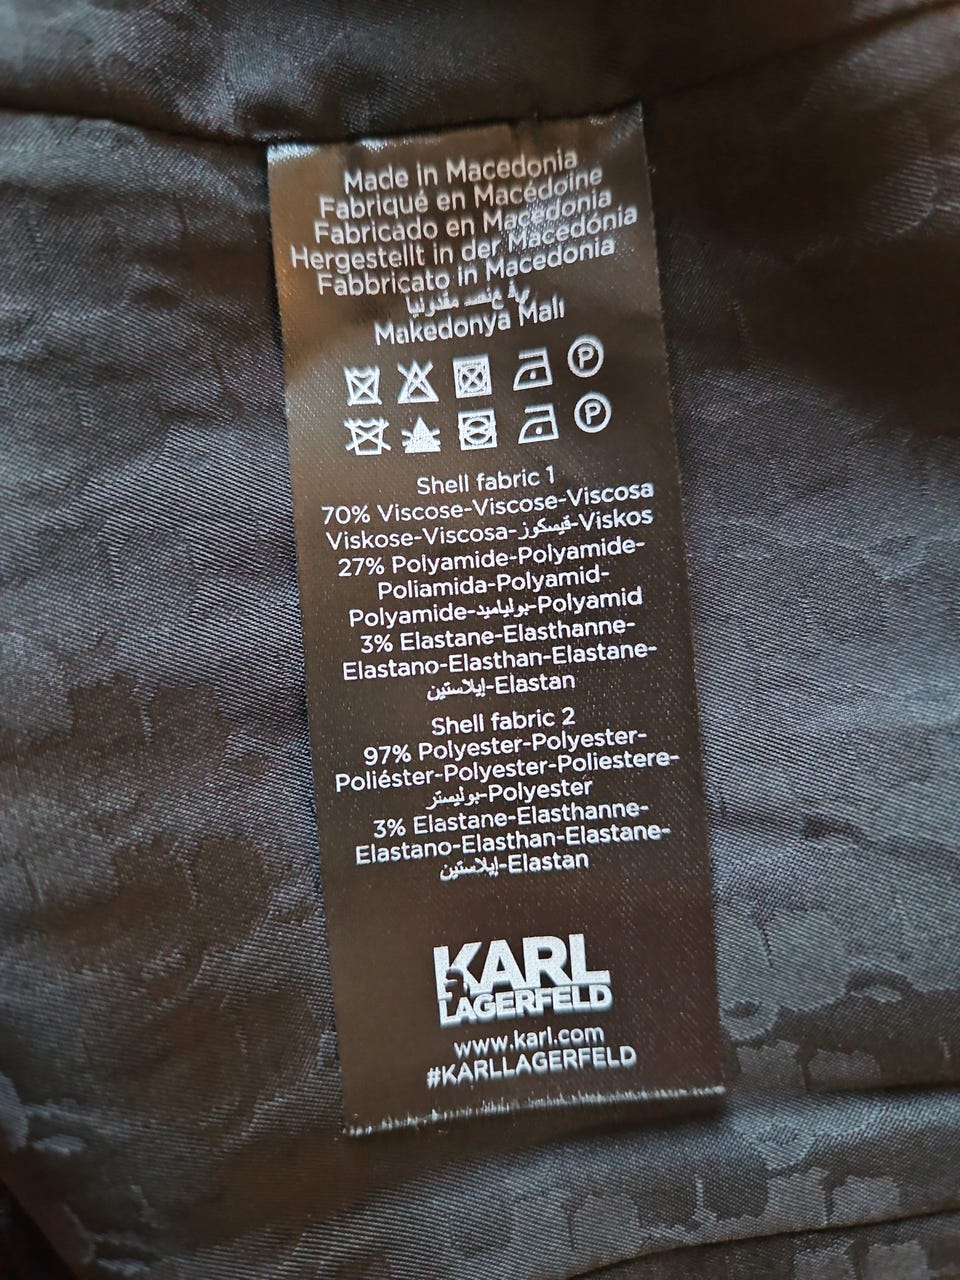 Made in Macedonia
Fabriqué en Macédoine
Fabricado en Macedonia
Hergestellt in der Macedónia
Fabbricato in Macedonia
مقدونيا
Makedonya Malı
P
P
Shell fabric 1
70% Viscose-Viscose-Viscosa
Viskose-Viscosa-فيسكوز-Viskos
27% Polyamide-Polyamide-
Poliamida-Polyamid-
Polyamide-بولياميد-Polyamid
3% Elastane-Elasthanne-
Elastano-Elasthan-Elastane-
إيلاستين-Elastan
Shell fabric 2
97% Polyester-Polyester-
Poliéster-Polyester-Poliestere-
بوليستر-Polyester
3% Elastane-Elasthanne-
Elastano-Elasthan-Elastane-
إيلاستين-Elastan
KARL
LAGERFELD
www.karl.com
#KARLLAGERFELD